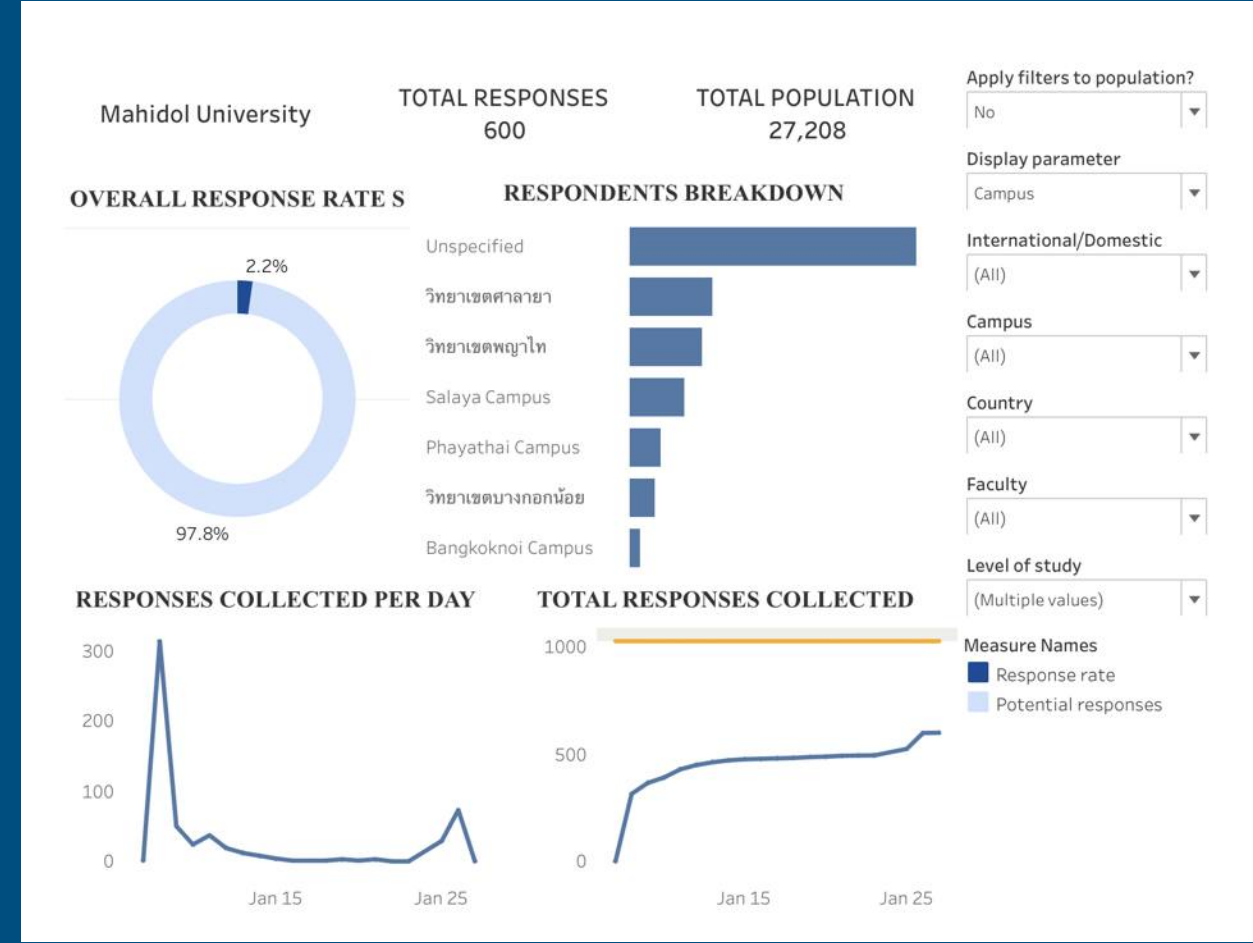 Mahidol University
TOTAL RESPONSES
600
TOTAL POPULATION
27,208
OVERALL RESPONSE RATE S
2.2%
97.8%
RESPONDENTS BREAKDOWN
Unspecified
วิทยาเขตศาลายา
วิทยาเขตพญาไท
Salaya Campus
Phayathai Campus
วิทยาเขตบางกอกน้อย
Bangkoknoi Campus
RESPONSES COLLECTED PER DAY
300
200
100
0
Jan 15
Jan 25
TOTAL RESPONSES COLLECTED
1000
500
0
Jan 15
Jan 25
Apply filters to population?
No
Display parameter
Campus
International/Domestic
(All)
Campus
(All)
Country
(All)
Faculty
(All)
Level of study
(Multiple values)
Measure Names
Response rate
Potential responses